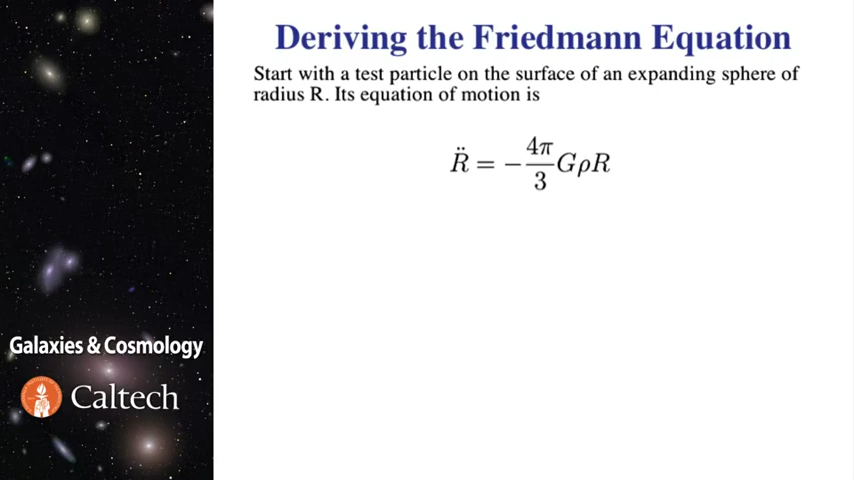 Deriving the Friedmann Equation
Start with a test particle on the surface of an expanding sphere of
radius R. Its equation of motion is
R̈ = −4π/3 GρR
Galaxies & Cosmology
Caltech